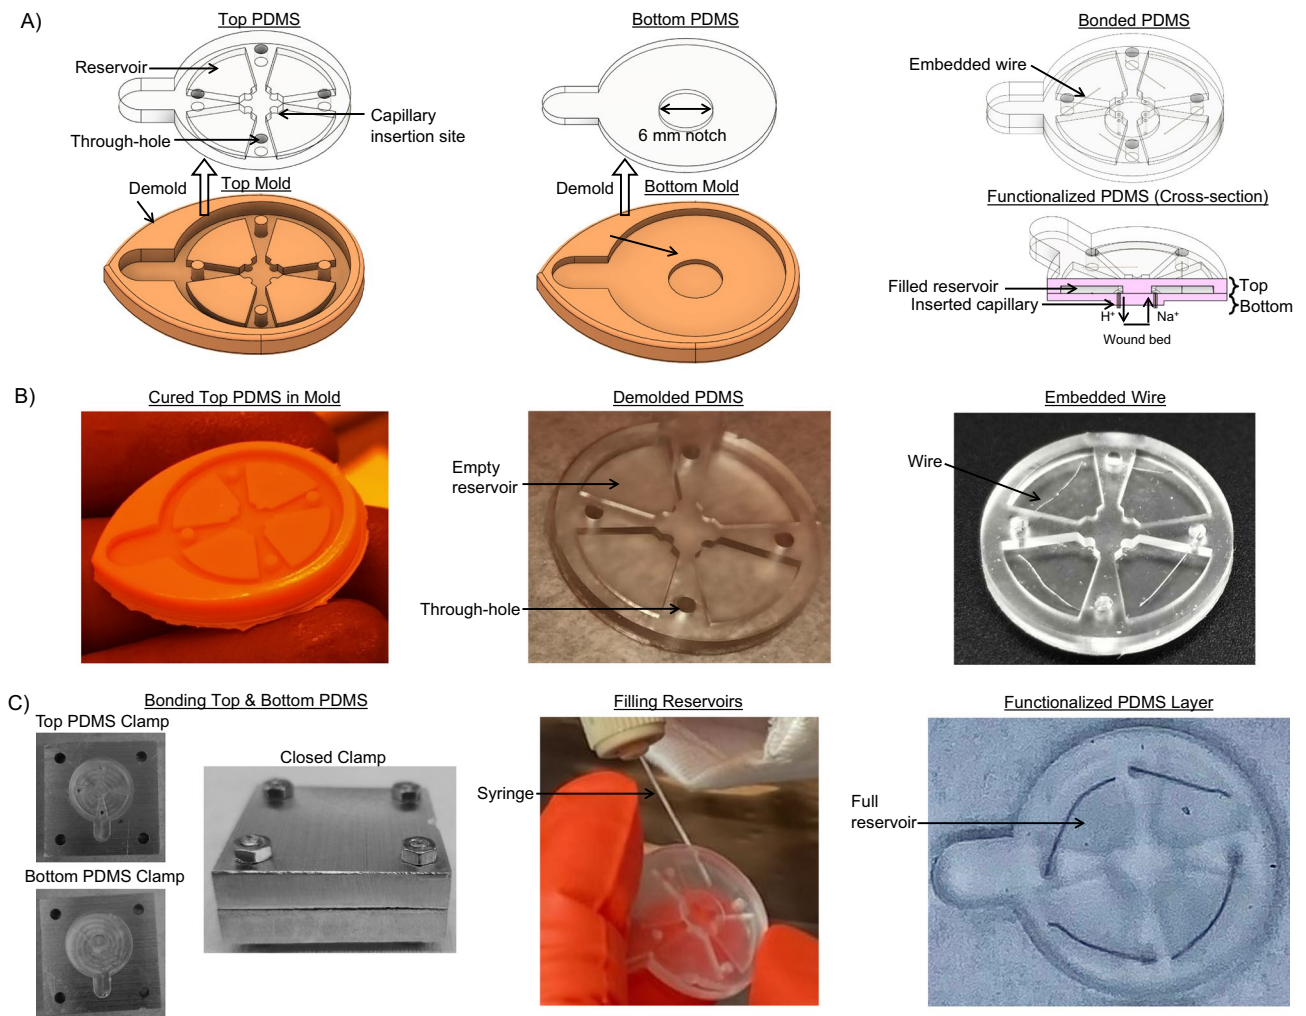 A)
Top PDMS
Reservoir
Through-hole
Capillary
insertion site
Demold
Top Mold
Bottom PDMS
6 mm notch
Demold
Bottom Mold
Bonded PDMS
Embedded wire
Functionalized PDMS (Cross-section)
Filled reservoir
Inserted capillary
Top
Bottom
H⁺
Na⁺
Wound bed
B)
Cured Top PDMS in Mold
Demolded PDMS
Empty
reservoir
Through-hole
Embedded Wire
Wire
C)
Bonding Top & Bottom PDMS
Top PDMS Clamp
Closed Clamp
Bottom PDMS Clamp
Filling Reservoirs
Syringe
Functionalized PDMS Layer
Full
reservoir